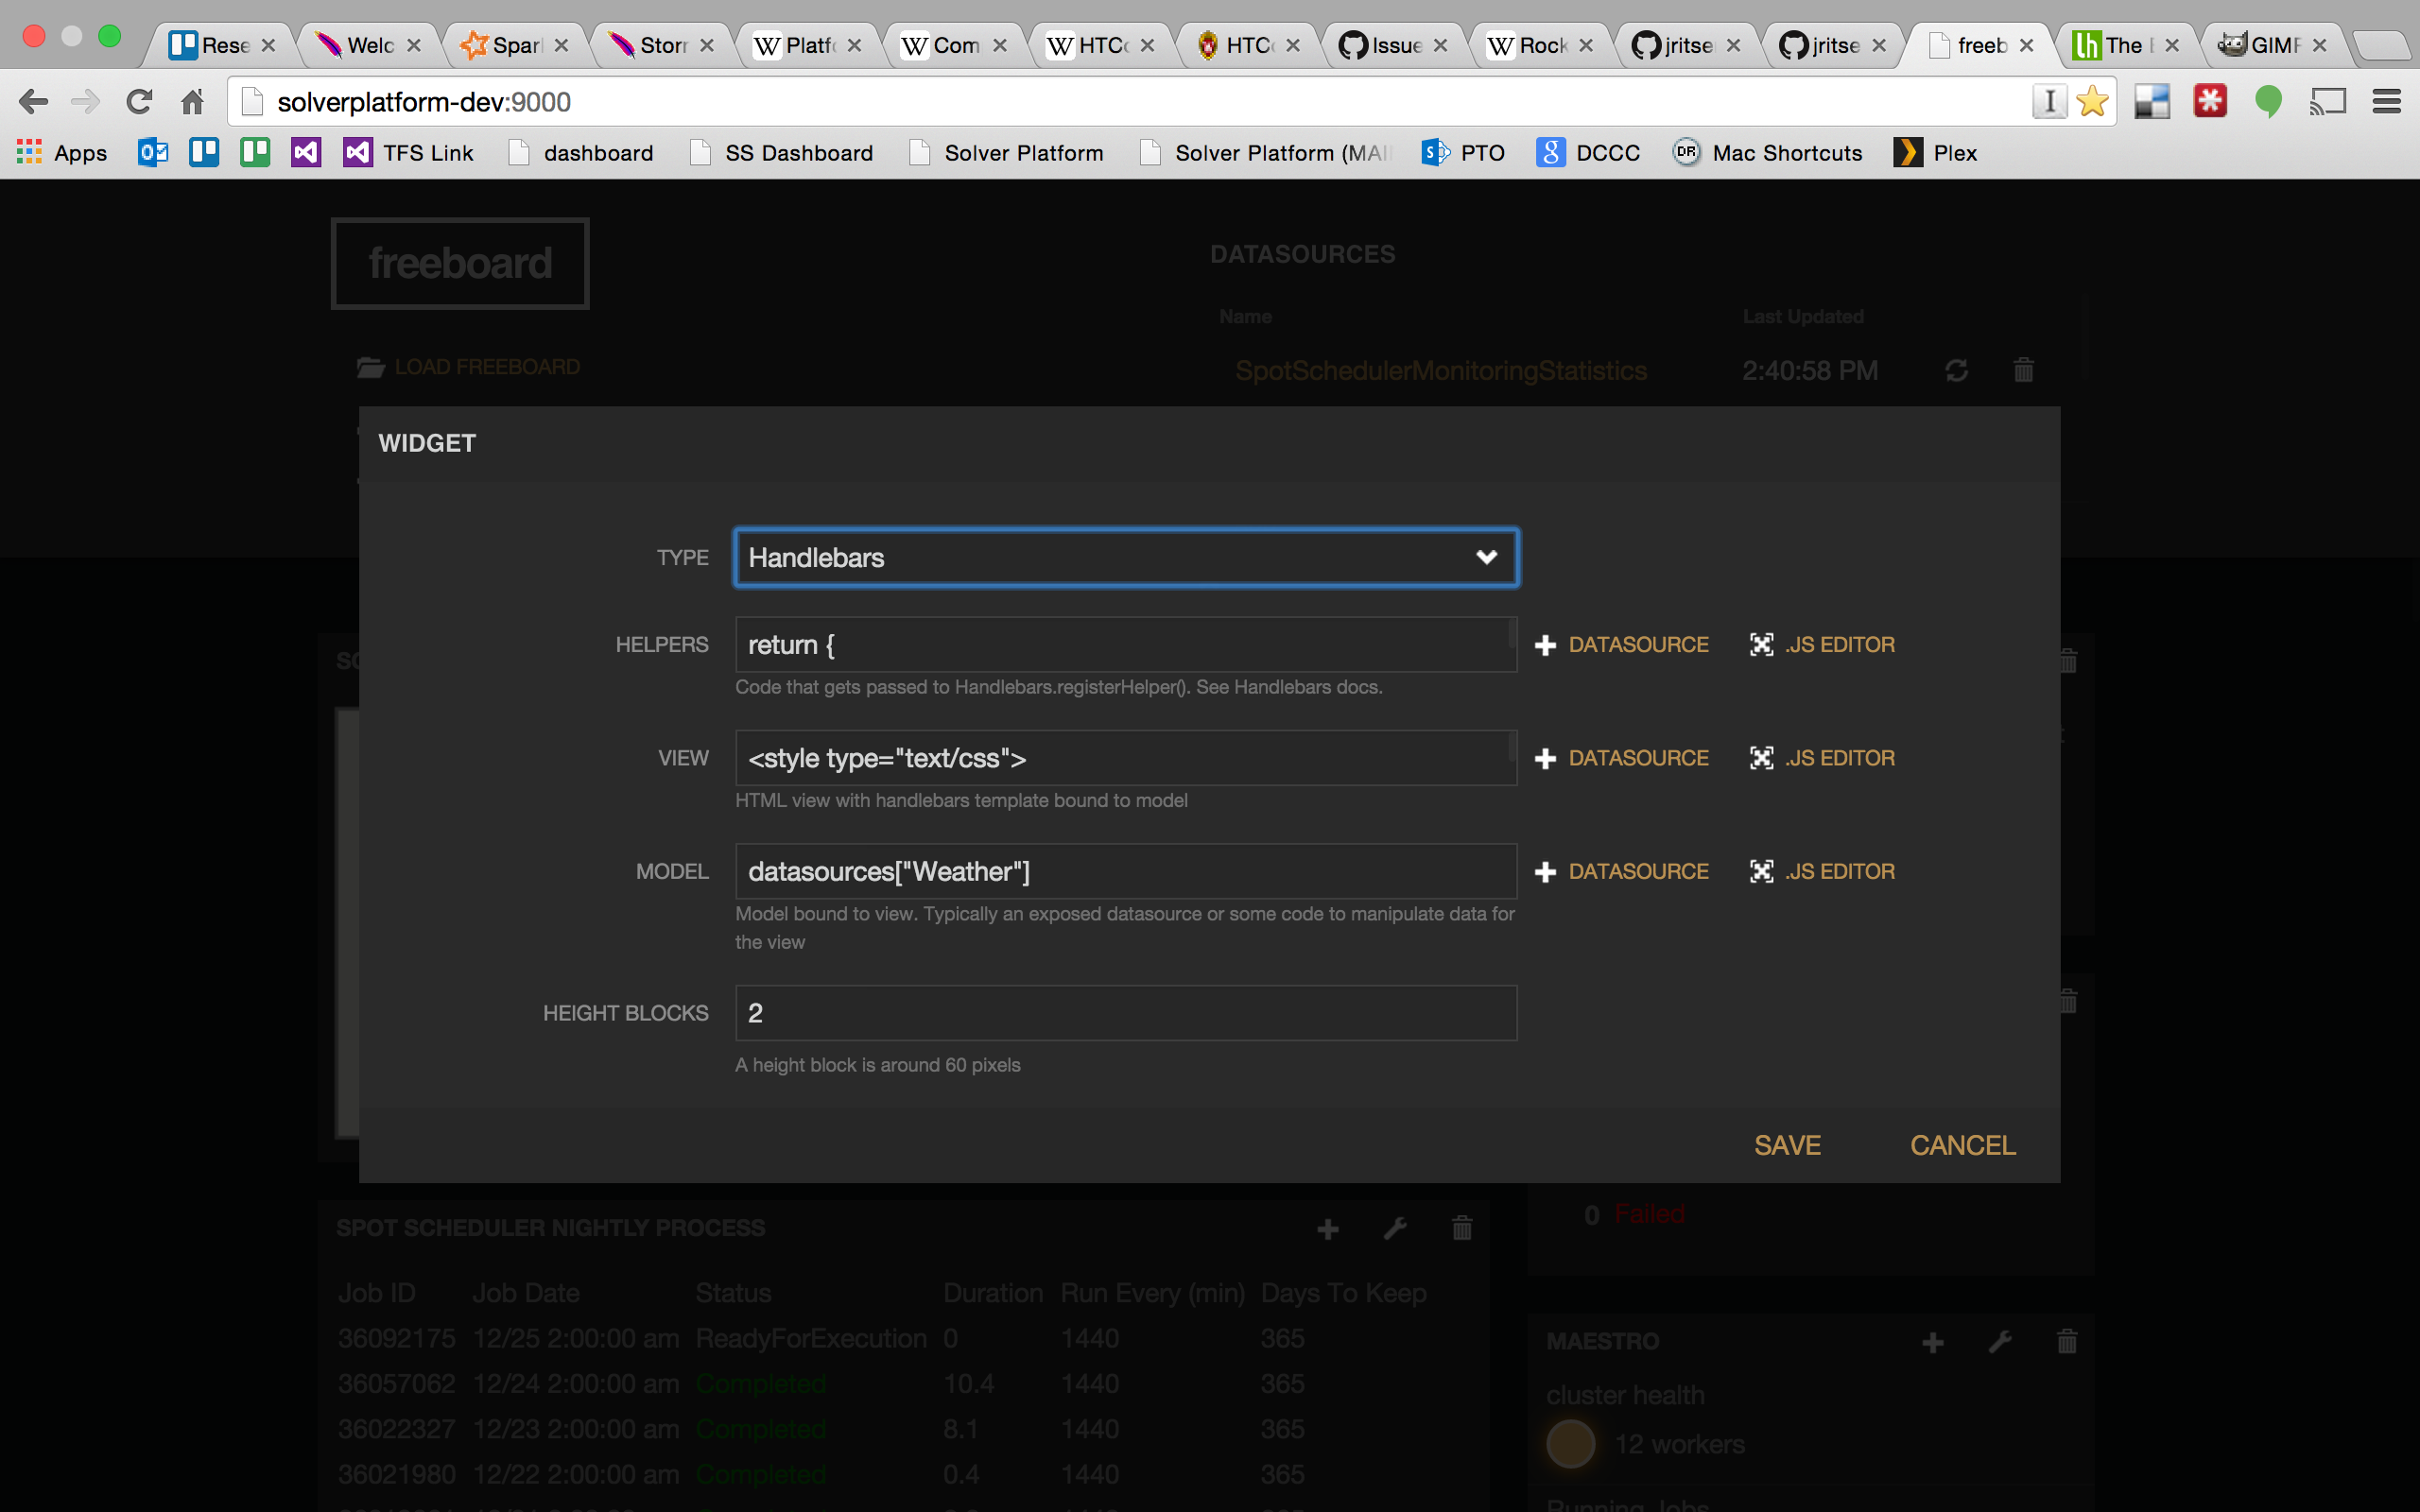 Rese Welc Spar Storr Platf Com HTCo HTCo Issue Rock jritse jritse freeb The GIMF
solverplatform-dev:9000
Apps TFS Link dashboard SS Dashboard Solver Platform Solver Platform (MAI PTO DCCC Mac Shortcuts Plex
freeboard
DATASOURCES
Name Last Updated
LOAD FREEBOARD
SpotSchedulerMonitoringStatistics 2:40:58 PM
WIDGET
TYPE Handlebars
HELPERS return { DATASOURCE .JS EDITOR
Code that gets passed to Handlebars.registerHelper(). See Handlebars docs.
VIEW <style type="text/css"> DATASOURCE .JS EDITOR
HTML view with handlebars template bound to model
MODEL datasources["Weather"] DATASOURCE .JS EDITOR
Model bound to view. Typically an exposed datasource or some code to manipulate data for
the view
HEIGHT BLOCKS 2
A height block is around 60 pixels
SAVE CANCEL
0 Failed
SPOT SCHEDULER NIGHTLY PROCESS
Job ID Job Date Status Duration Run Every (min) Days To Keep
36092175 12/25 2:00:00 am ReadyForExecution 0 1440 365
36057062 12/24 2:00:00 am Completed 10.4 1440 365
36022327 12/23 2:00:00 am Completed 8.1 1440 365
36021980 12/22 2:00:00 am Completed 0.4 1440 365
MAESTRO
cluster health
12 workers
Running Jobs